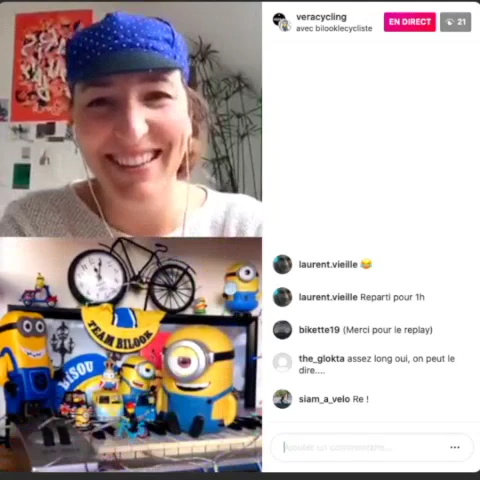 veracycling
avec bilooklecycliste
EN DIRECT
21
laurent.vieille 😂
laurent.vieille Reparti pour 1h
bikette19 (Merci pour le replay)
the_glokta assez long oui, on peut le
dire....
siam_a_velo Re !
Ajouter un commentaire...
TEAM BILOOK
BISOU